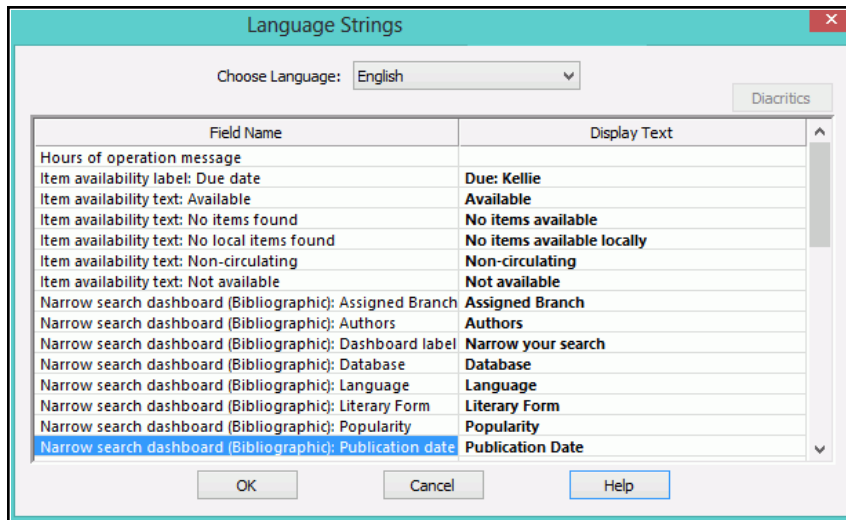 Language Strings
Choose Language: English
Diacritics
Field Name Display Text
Hours of operation message
Item availability label: Due date Due: Kellie
Item availability text: Available Available
Item availability text: No items found No items available
Item availability text: No local items found No items available locally
Item availability text: Non-circulating Non-circulating
Item availability text: Not available Not available
Narrow search dashboard (Bibliographic): Assigned Branch Assigned Branch
Narrow search dashboard (Bibliographic): Authors Authors
Narrow search dashboard (Bibliographic): Dashboard label Narrow your search
Narrow search dashboard (Bibliographic): Database Database
Narrow search dashboard (Bibliographic): Language Language
Narrow search dashboard (Bibliographic): Literary Form Literary Form
Narrow search dashboard (Bibliographic): Popularity Popularity
Narrow search dashboard (Bibliographic): Publication date Publication Date
OK Cancel Help